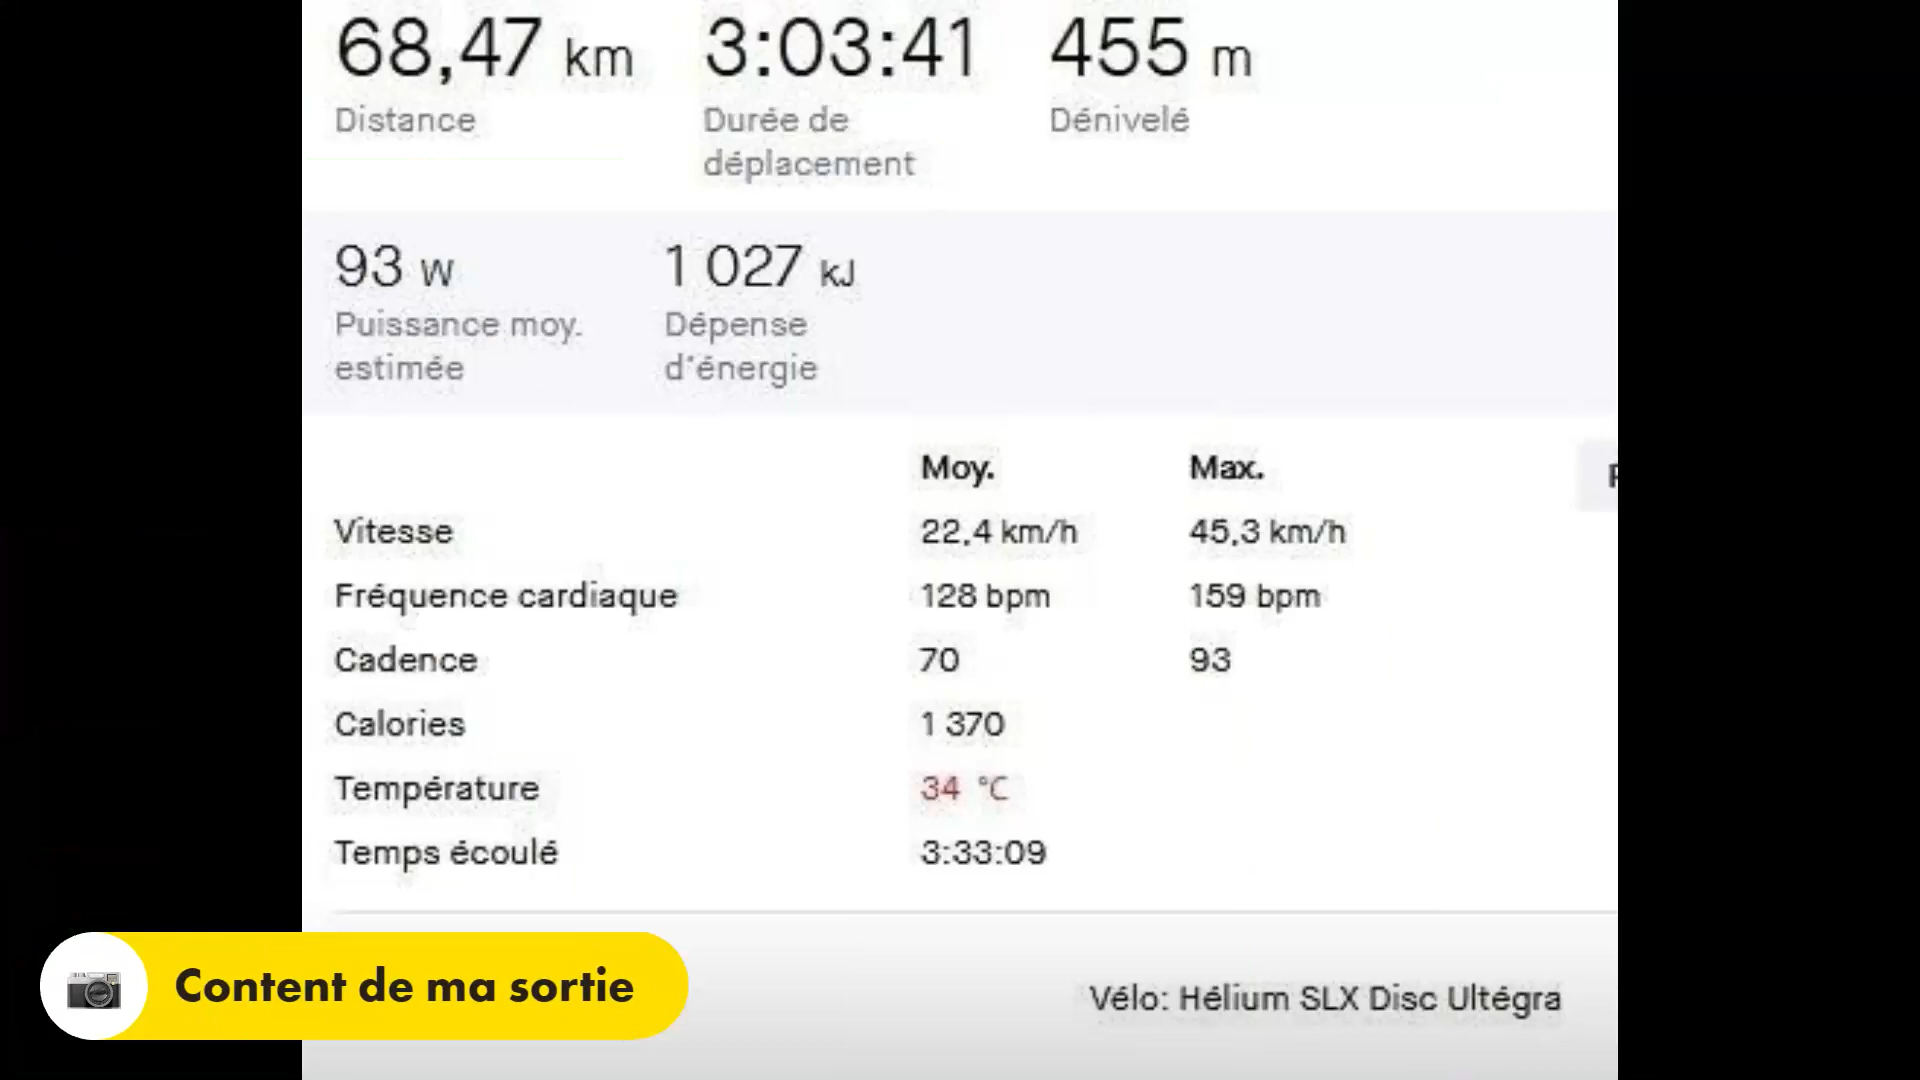 68,47 km 3:03:41 455 m
Distance Durée de déplacement Dénivelé
93 W 1 027 kJ
Puissance moy. estimée Dépense d'énergie
Moy. Max.
Vitesse 22,4 km/h 45,3 km/h
Fréquence cardiaque 128 bpm 159 bpm
Cadence 70 93
Calories 1 370
Température 34 °C
Temps écoulé 3:33:09
Content de ma sortie
Vélo: Hélium SLX Disc Ultégra